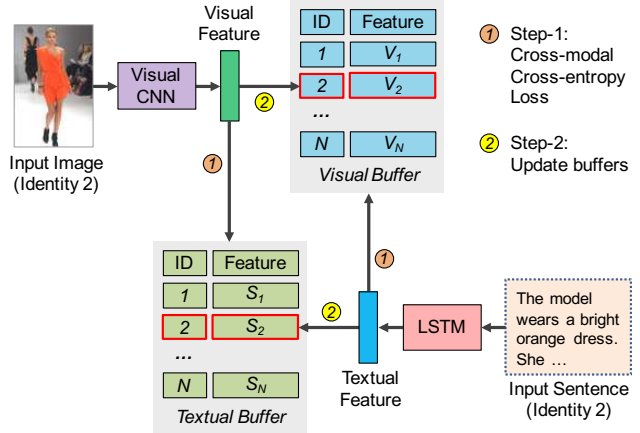 Visual
Feature
Visual
CNN
Input Image
(Identity 2)
2
1
ID Feature
1 V1
2 V2
...
N VN
Visual Buffer
1 Step-1:
Cross-modal
Cross-entropy
Loss
2 Step-2:
Update buffers
ID Feature
1 S1
2 S2
...
N SN
Textual Buffer
1
2
Textual
Feature
LSTM
The model
wears a bright
orange dress.
She ...
Input Sentence
(Identity 2)